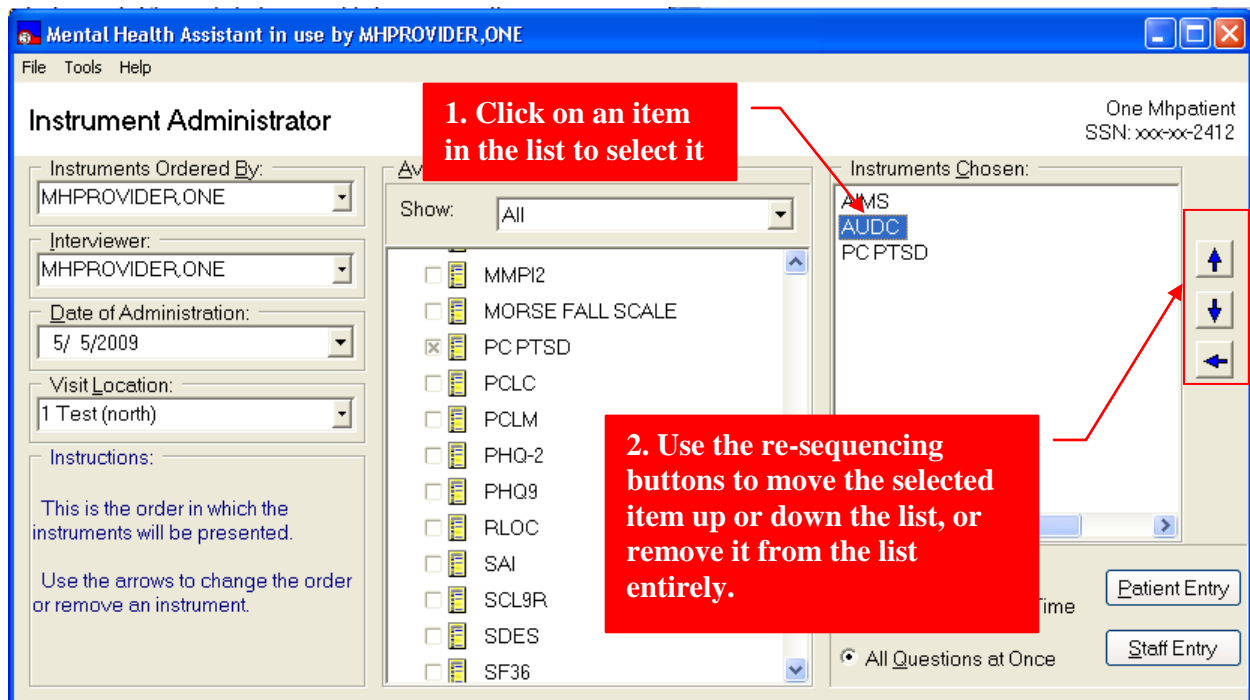 Mental Health Assistant in use by MHPROVIDER,ONE
File Tools Help
Instrument Administrator
1. Click on an item
in the list to select it
One Mhpatient
SSN: xxx-xx-2412
Instruments Ordered By:
MHPROVIDER,ONE
Interviewer:
MHPROVIDER,ONE
Date of Administration:
5/ 5/2009
Visit Location:
1 Test (north)
Instructions:
This is the order in which the
instruments will be presented.
Use the arrows to change the order
or remove an instrument.
Show: All
MMPI2
MORSE FALL SCALE
PC PTSD
PCLC
PCLM
PHQ-2
PHQ9
RLOC
SAI
SCL9R
SDES
SF36
Instruments Chosen:
AIMS
AUDC
PC PTSD
2. Use the re-sequencing
buttons to move the selected
item up or down the list, or
remove it from the list
entirely.
Patient Entry
All Questions at Once
Staff Entry